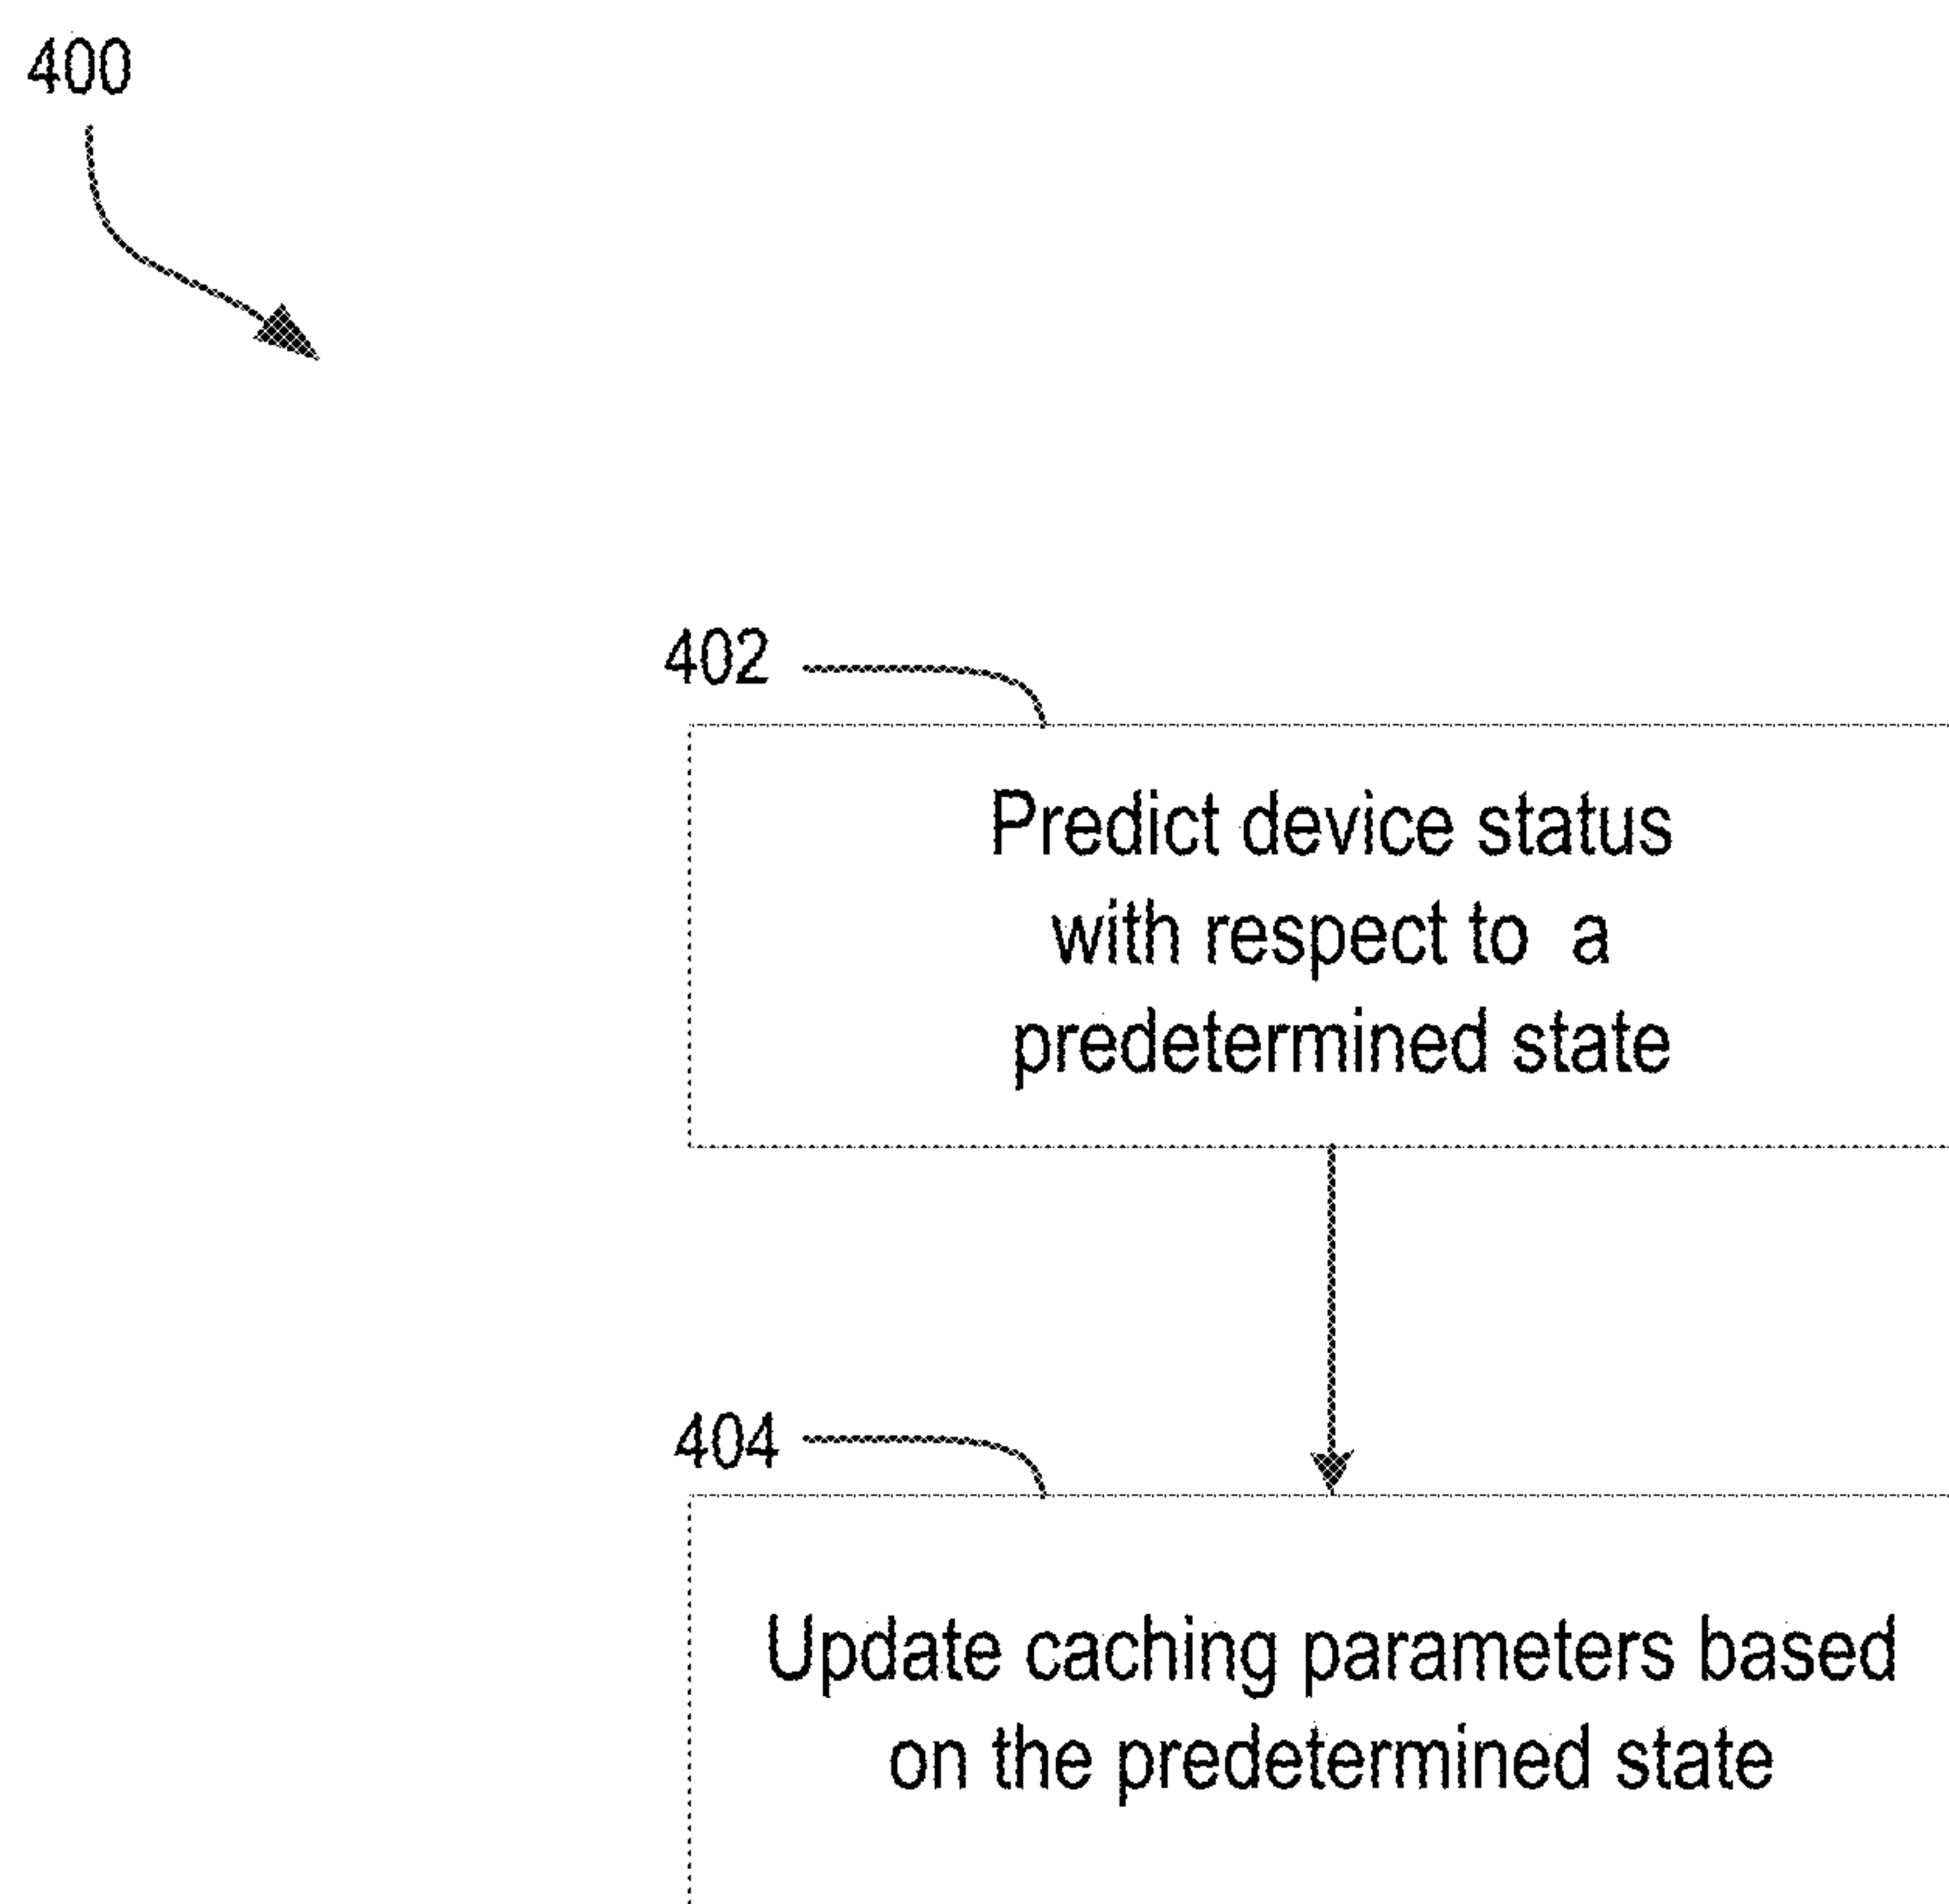 400
402
Predict device status
with respect to a
predetermined state
404
Update caching parameters based
on the predetermined state